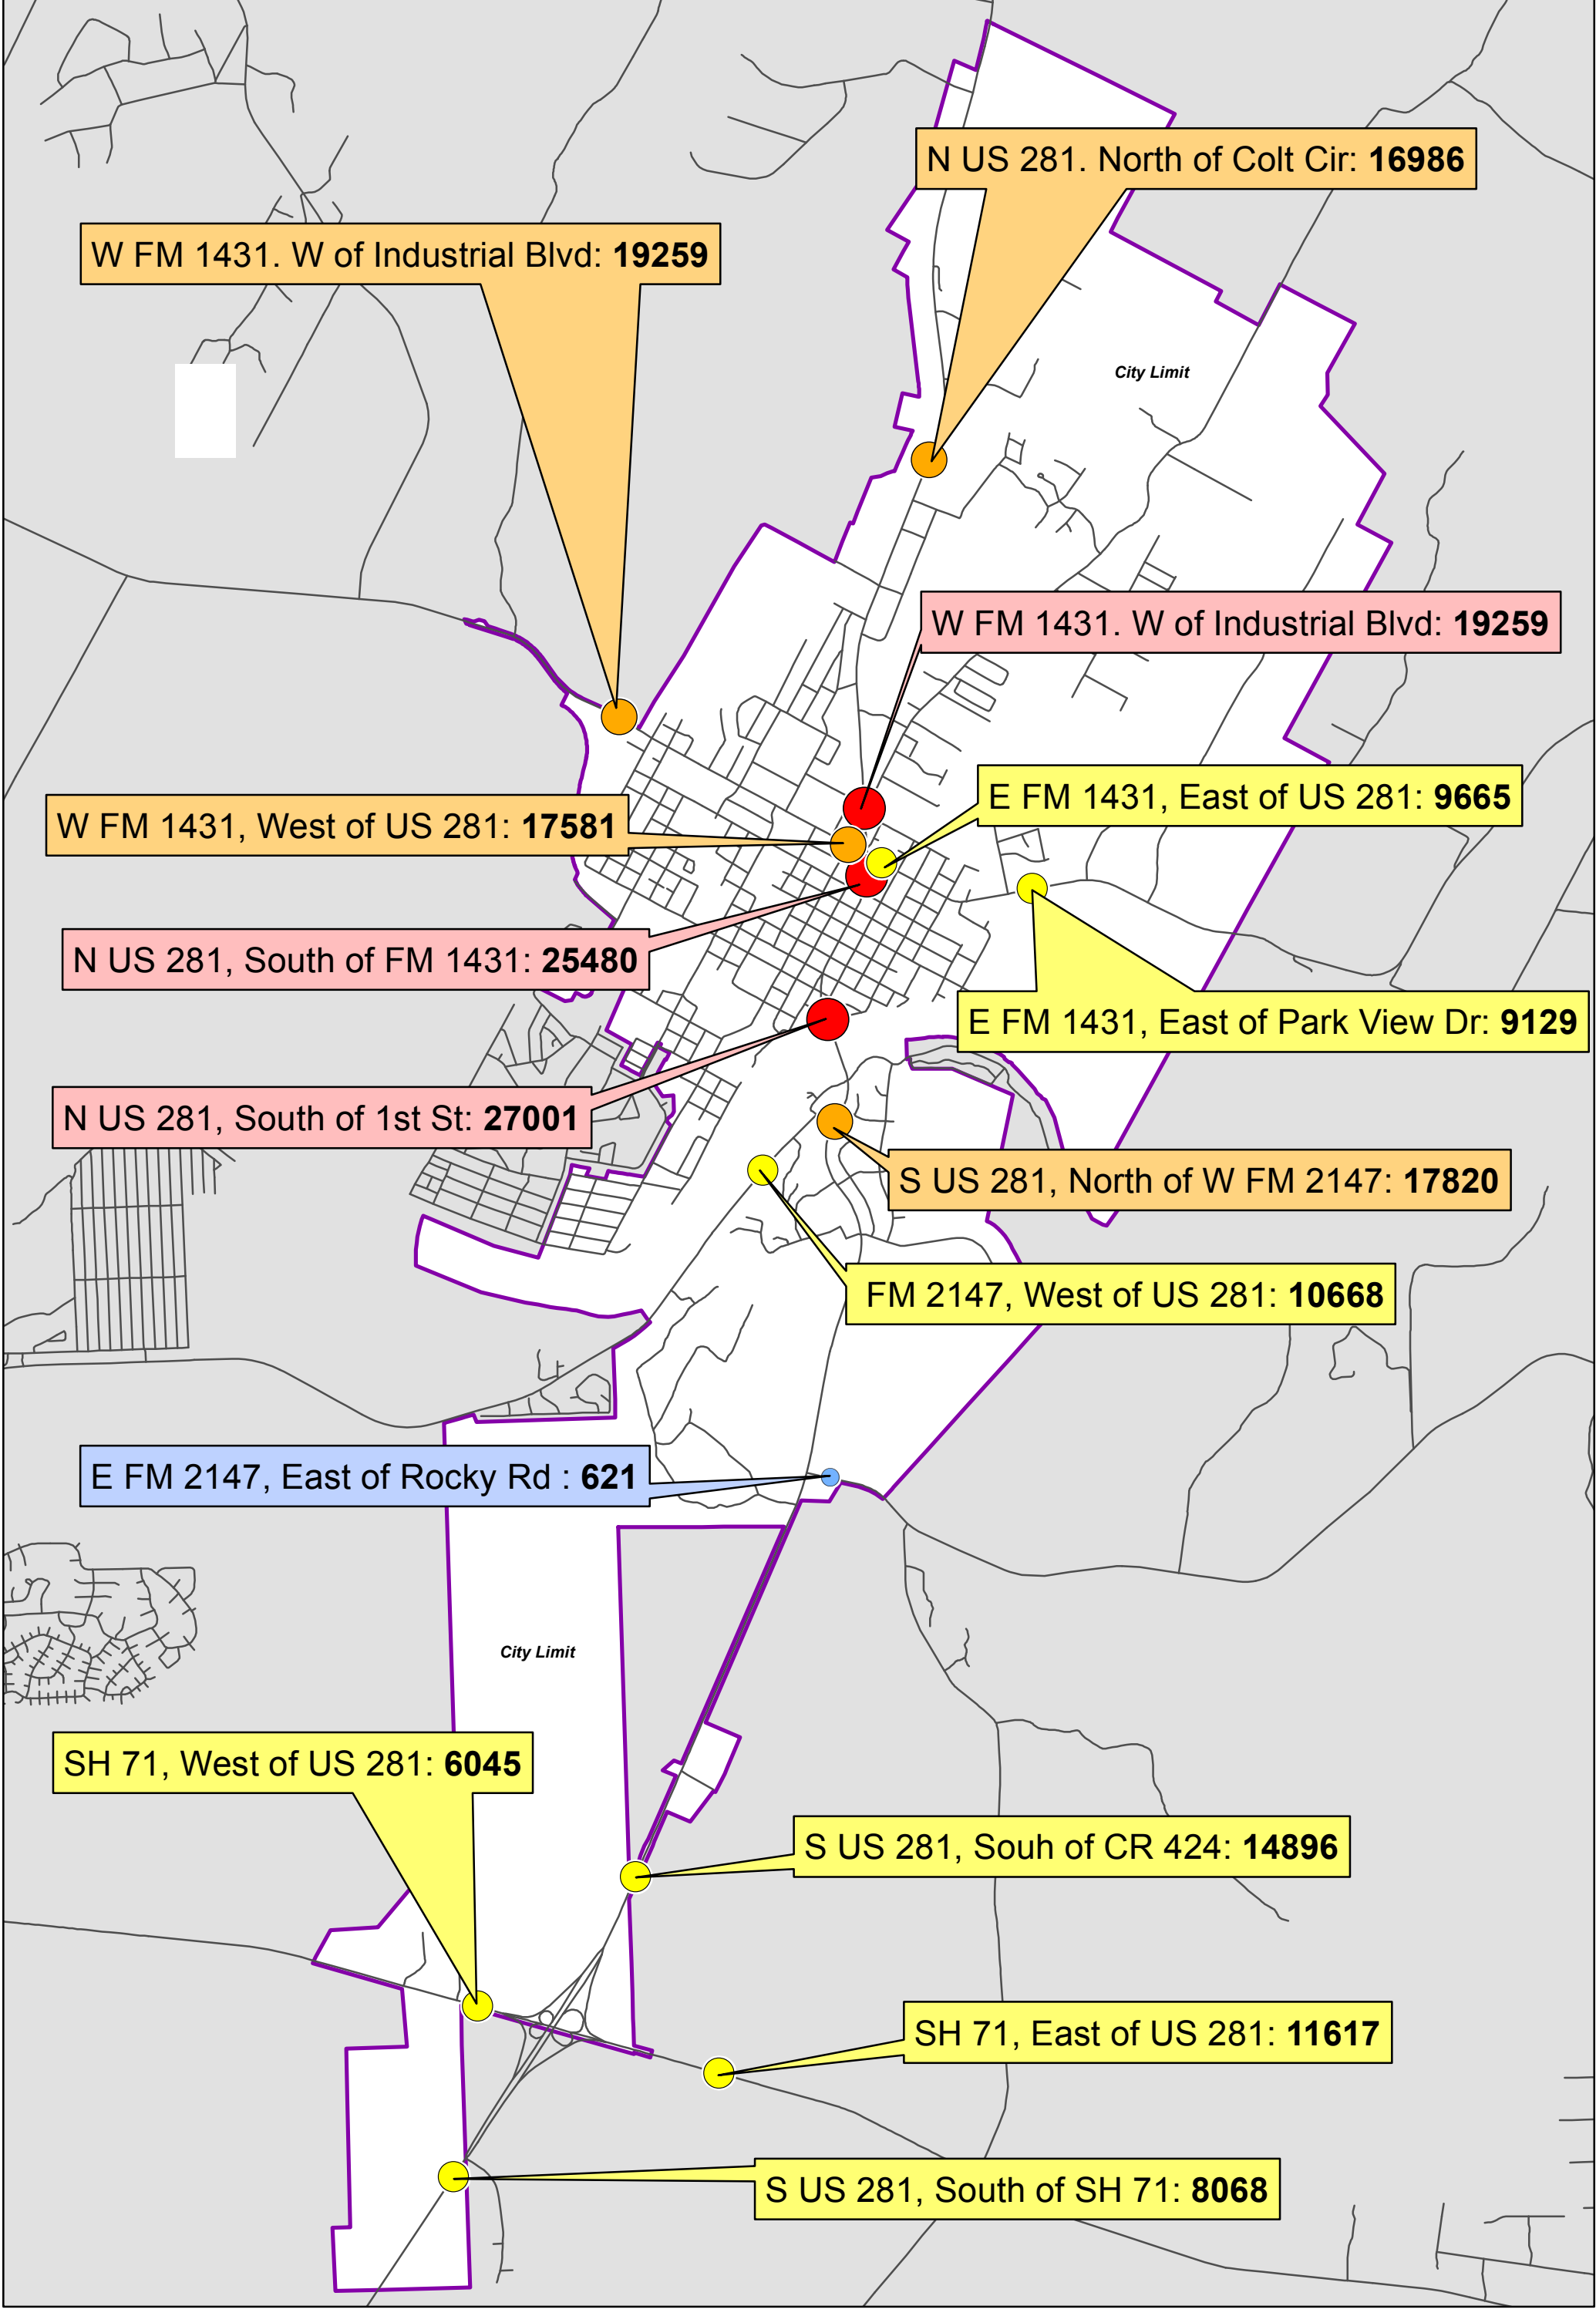 N US 281. North of Colt Cir: 16986
W FM 1431. W of Industrial Blvd: 19259
City Limit
W FM 1431. W of Industrial Blvd: 19259
E FM 1431, East of US 281: 9665
W FM 1431, West of US 281: 17581
N US 281, South of FM 1431: 25480
E FM 1431, East of Park View Dr: 9129
N US 281, South of 1st St: 27001
S US 281, North of W FM 2147: 17820
FM 2147, West of US 281: 10668
E FM 2147, East of Rocky Rd : 621
City Limit
SH 71, West of US 281: 6045
S US 281, Souh of CR 424: 14896
SH 71, East of US 281: 11617
S US 281, South of SH 71: 8068